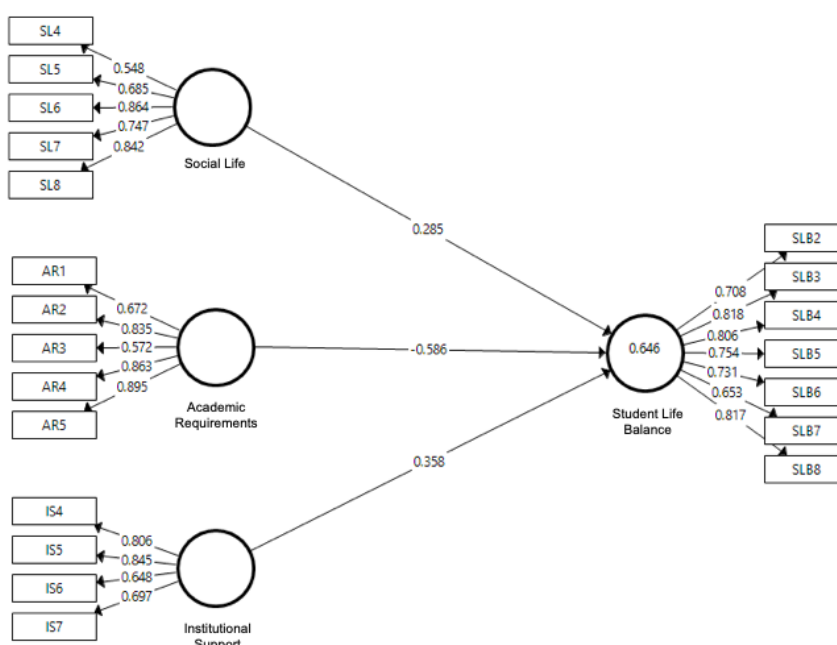 SL4
SL5
SL6
SL7
SL8
0.548
0.685
0.864
0.747
0.842
Social Life
0.285
AR1
AR2
AR3
AR4
AR5
0.672
0.835
0.572
0.863
0.895
Academic
Requirements
-0.586
IS4
IS5
IS6
IS7
0.806
0.845
0.648
0.697
Institutional
Support
0.358
0.646
Student Life
Balance
0.708
0.818
0.806
0.754
0.731
0.653
0.817
SLB2
SLB3
SLB4
SLB5
SLB6
SLB7
SLB8